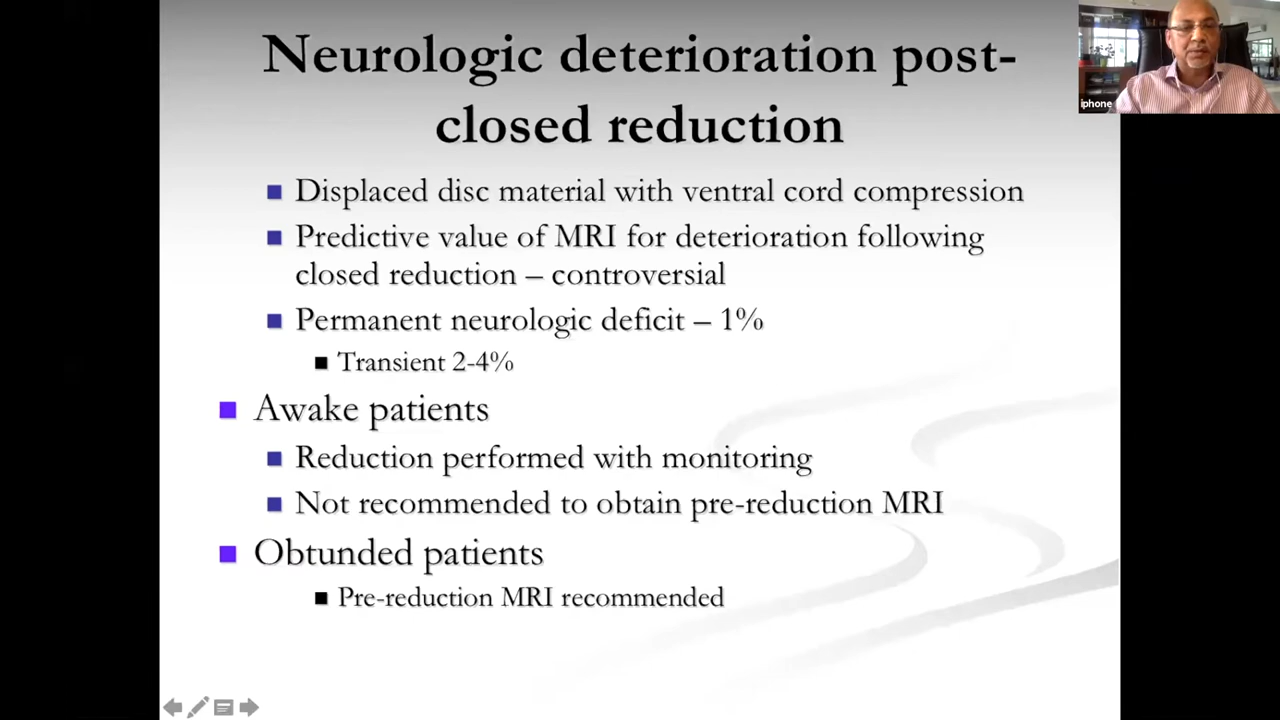 Neurologic deterioration post-
closed reduction
iphone
Displaced disc material with ventral cord compression
Predictive value of MRI for deterioration following
closed reduction – controversial
Permanent neurologic deficit – 1%
Transient 2-4%
Awake patients
Reduction performed with monitoring
Not recommended to obtain pre-reduction MRI
Obtunded patients
Pre-reduction MRI recommended